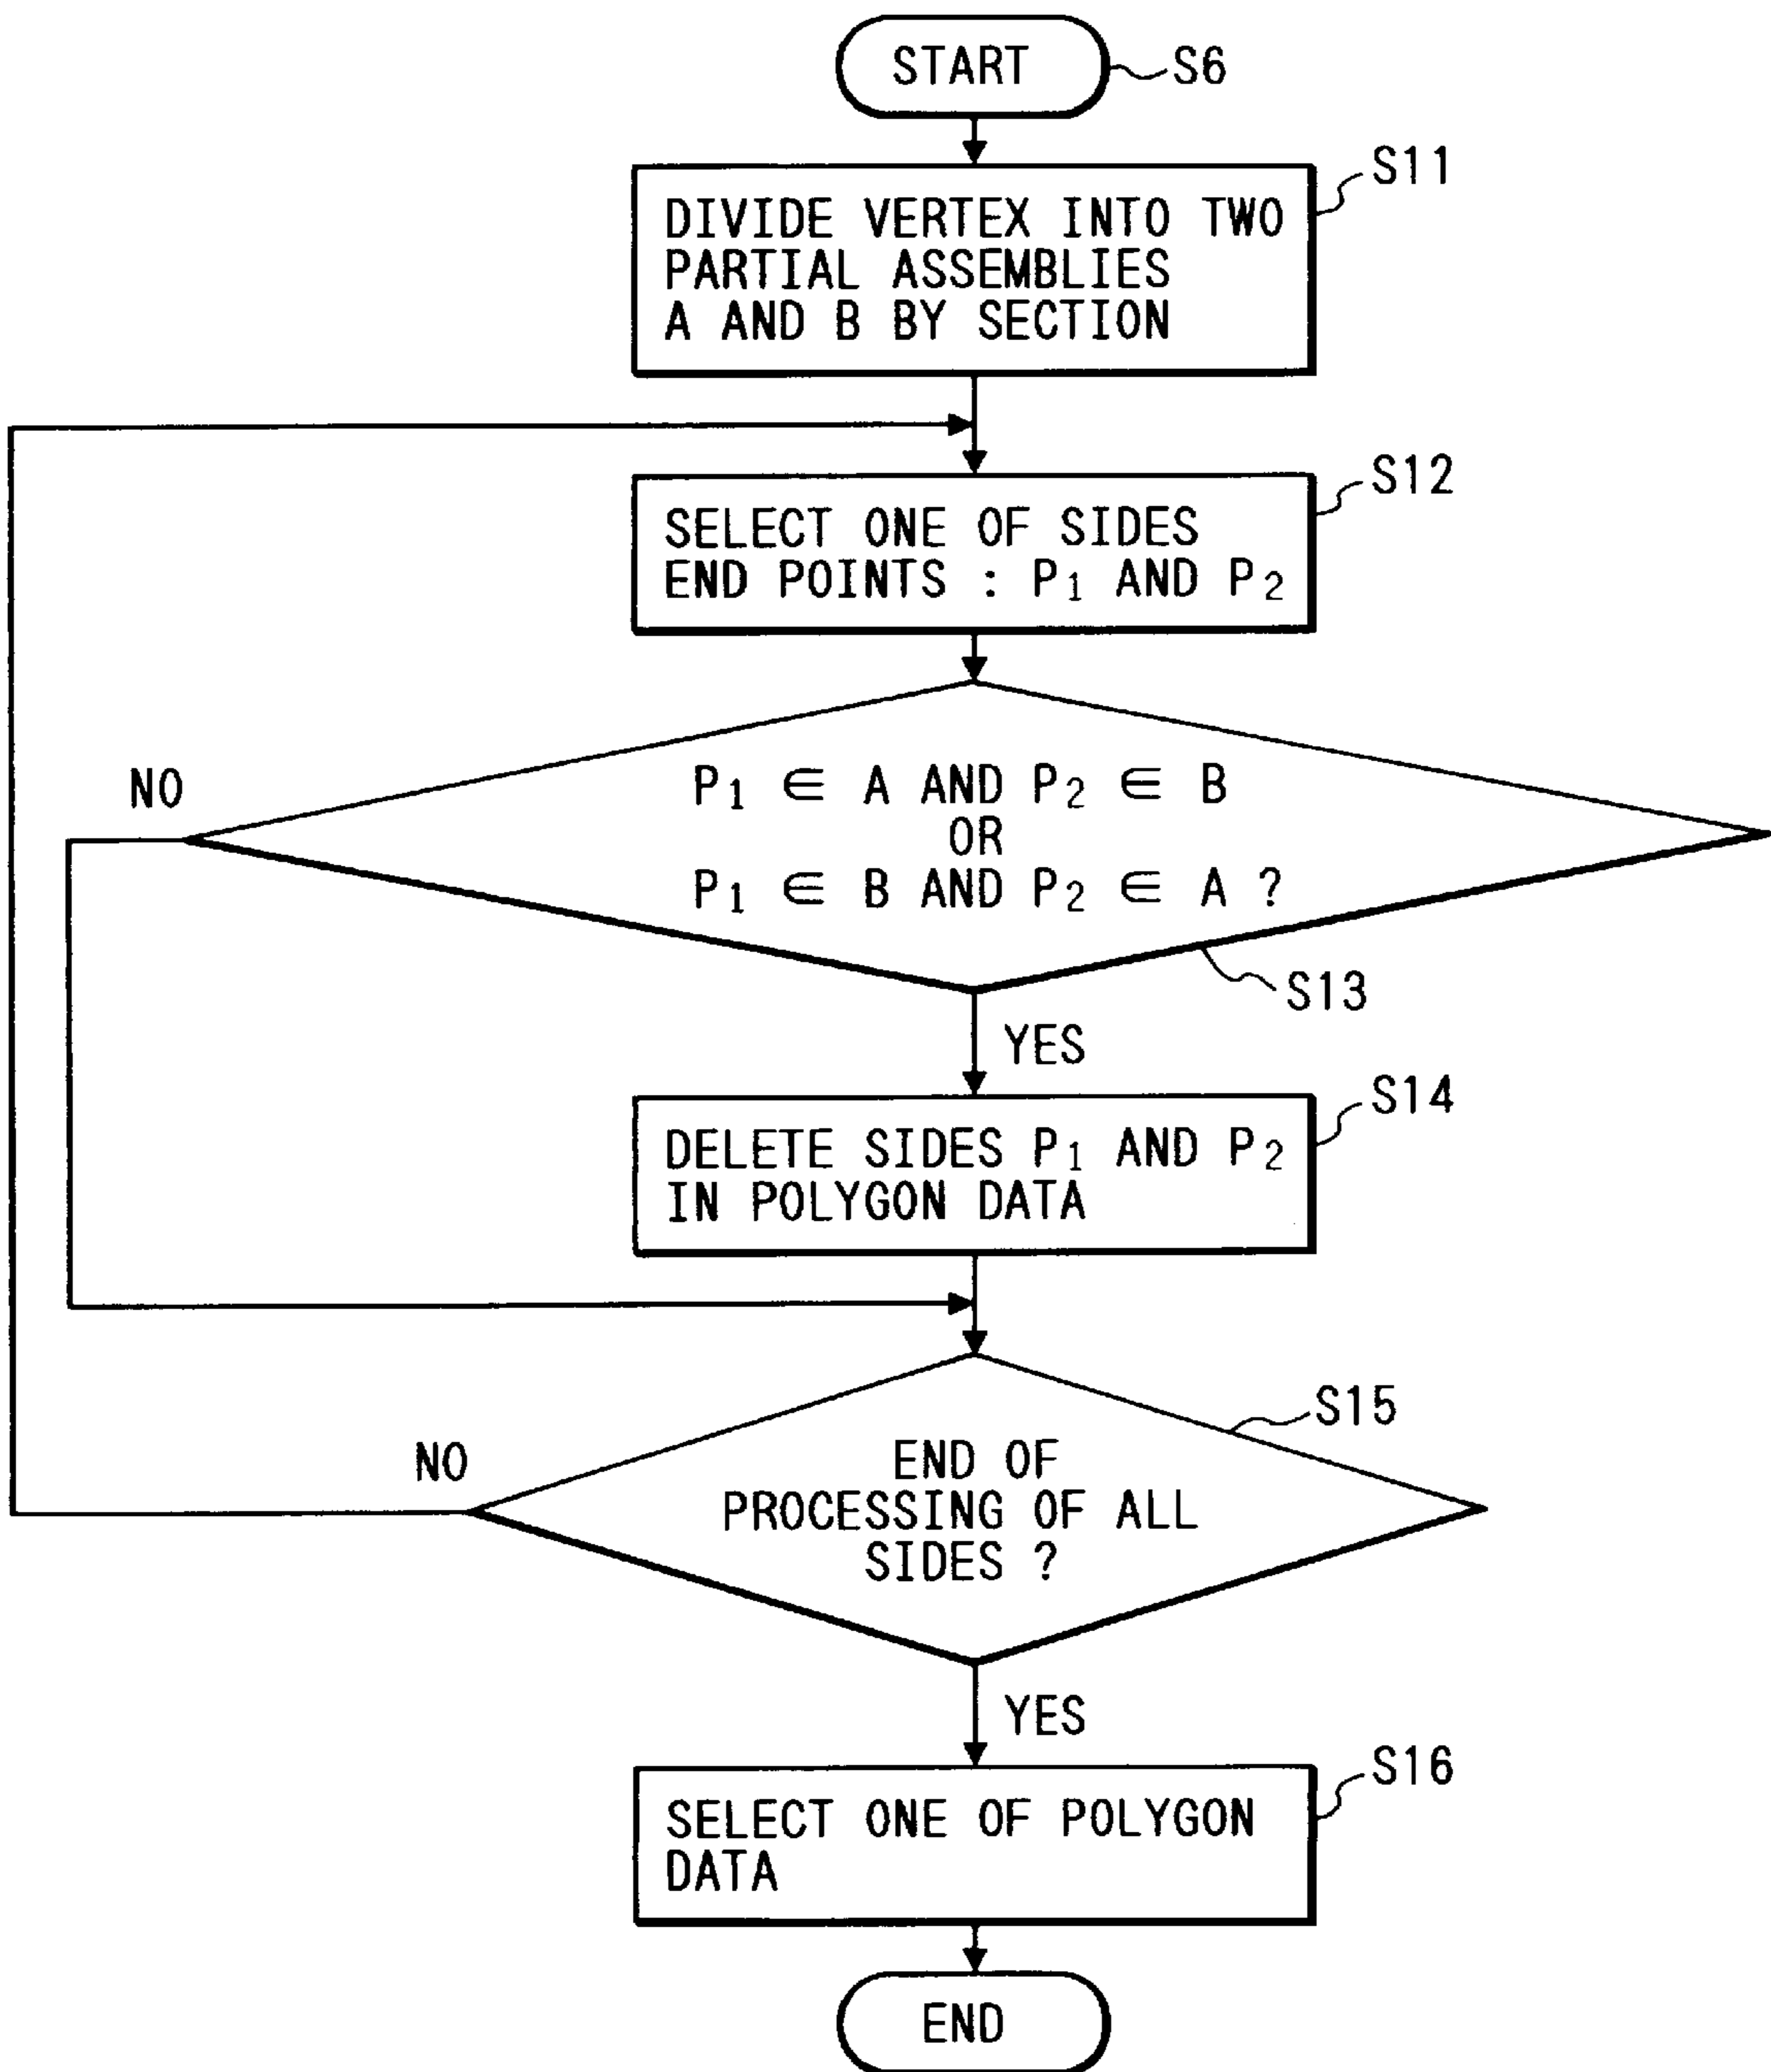 START
S6
S11
DIVIDE VERTEX INTO TWO
PARTIAL ASSEMBLIES
A AND B BY SECTION
S12
SELECT ONE OF SIDES
END POINTS : P₁ AND P₂
NO
P₁ ∈ A AND P₂ ∈ B
OR
P₁ ∈ B AND P₂ ∈ A ?
S13
YES
S14
DELETE SIDES P₁ AND P₂
IN POLYGON DATA
S15
NO
END OF
PROCESSING OF ALL
SIDES ?
YES
S16
SELECT ONE OF POLYGON
DATA
END